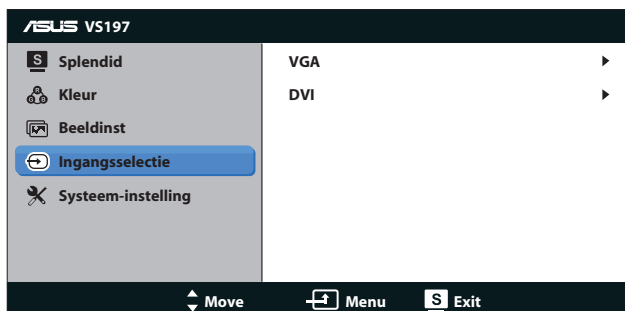 ASUS VS197
S Splendid
Kleur
Beeldinst
Ingangsselectie
Systeem-instelling
VGA
DVI
Move Menu S Exit